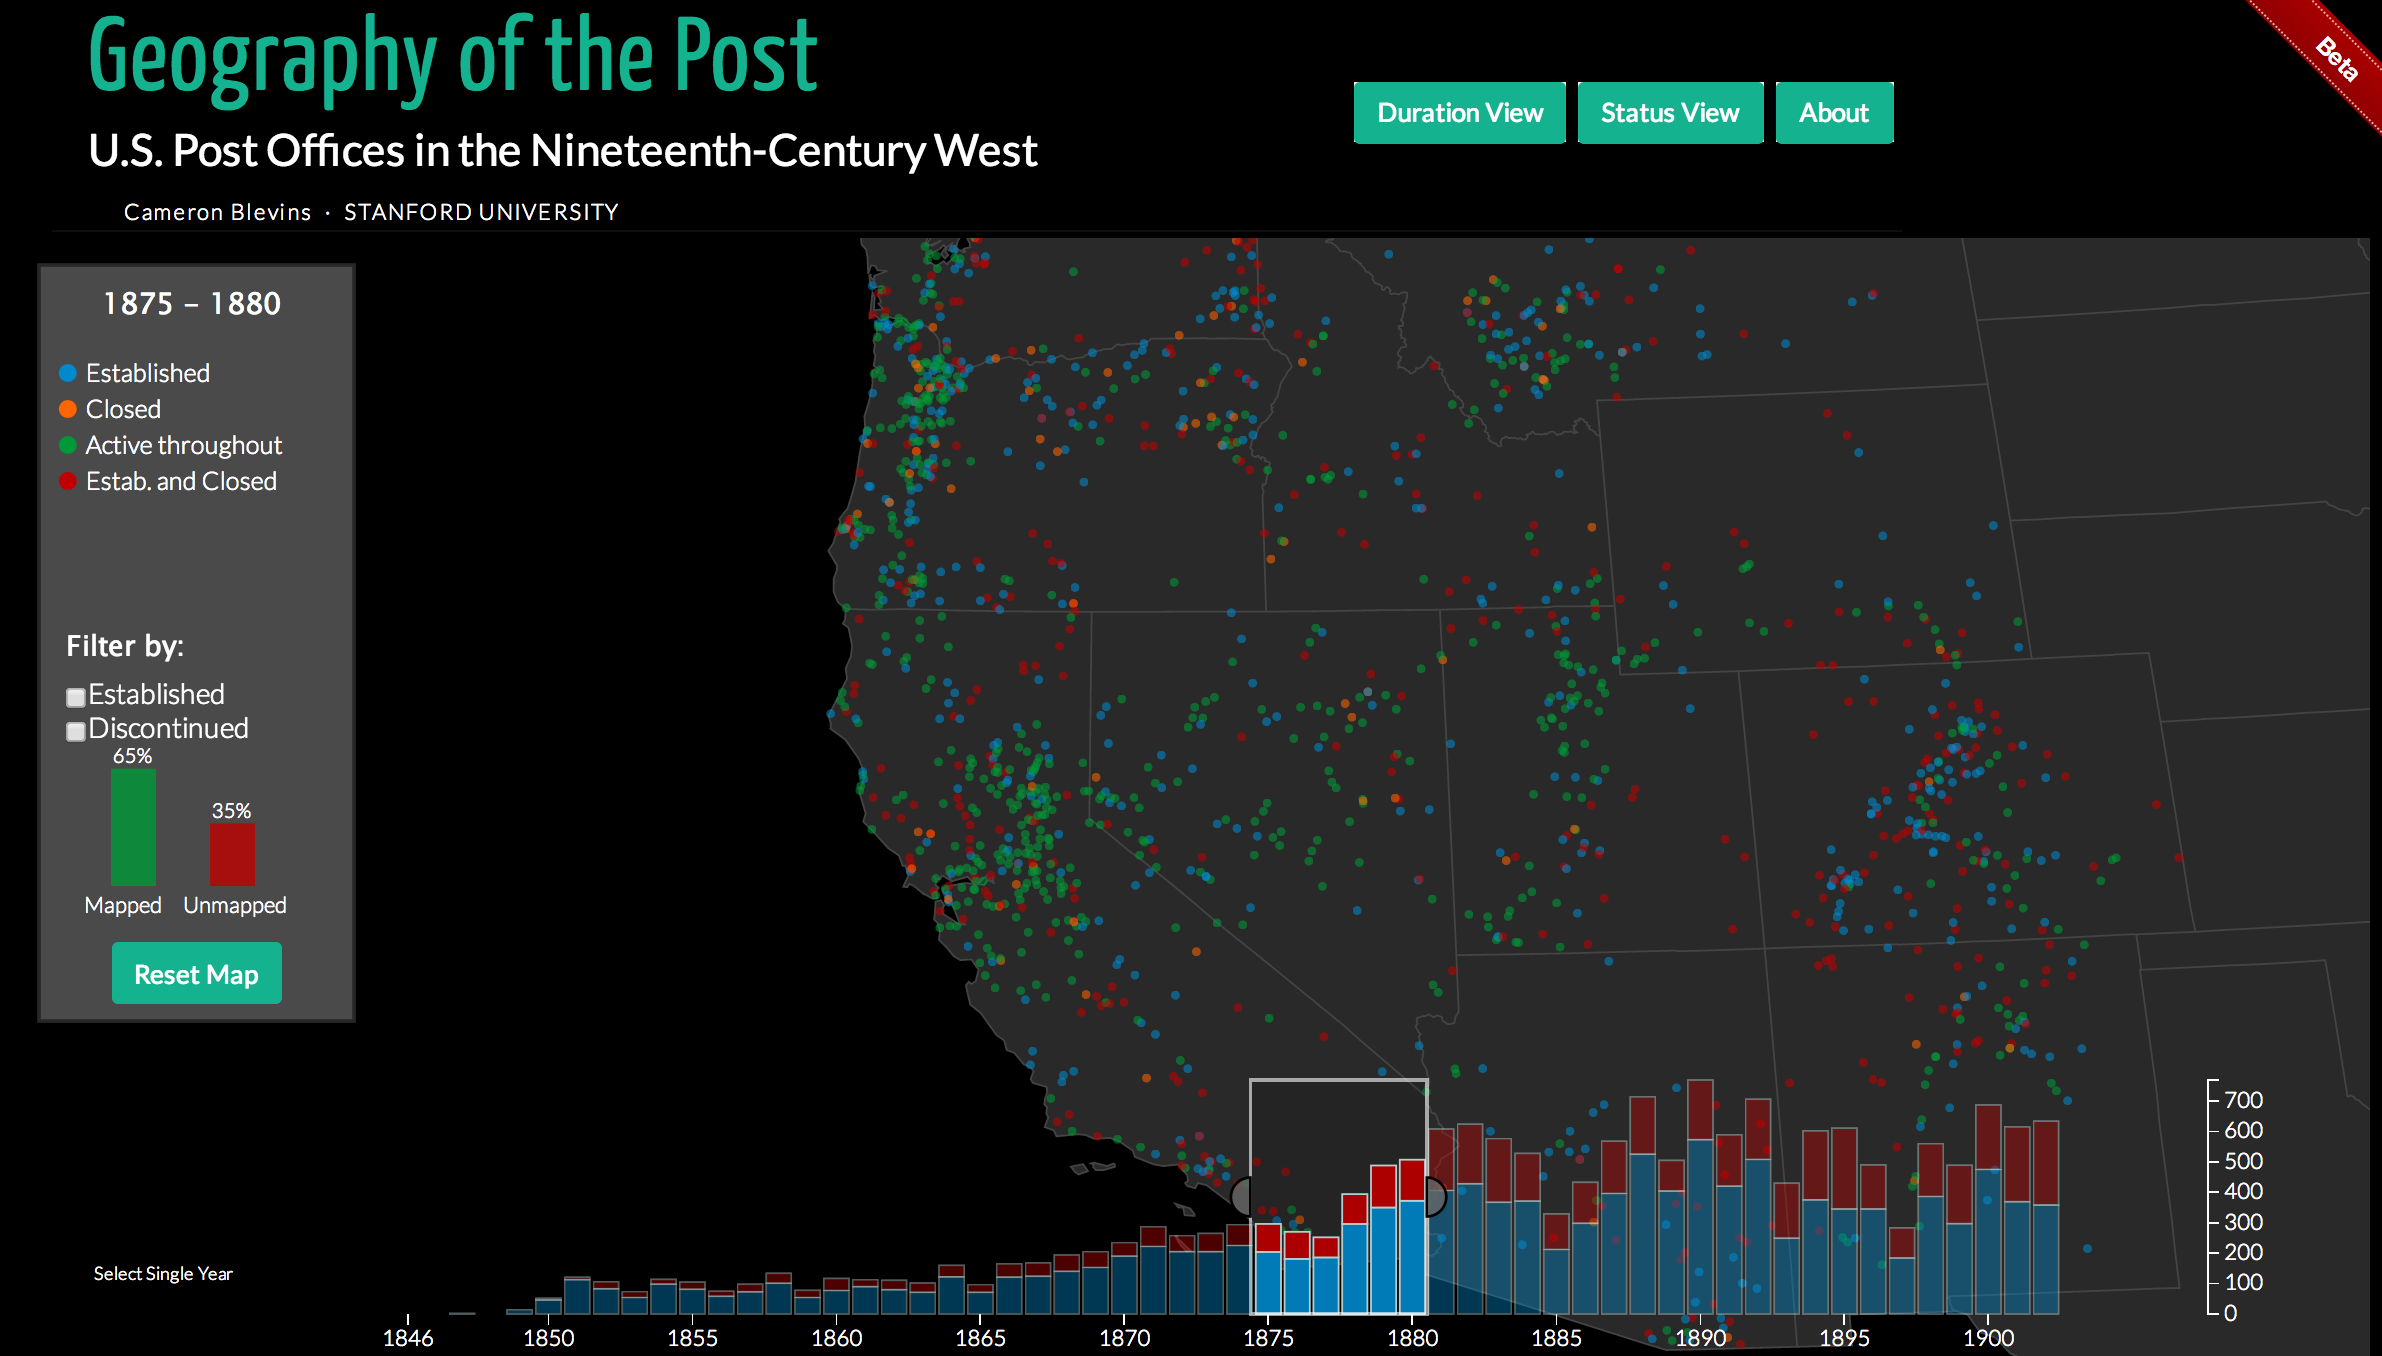 Geography of the Post
Beta
Duration View
Status View
About
U.S. Post Offices in the Nineteenth-Century West
Cameron Blevins · STANFORD UNIVERSITY
1875 – 1880
Established
Closed
Active throughout
Estab. and Closed
Filter by:
Established
Discontinued
65%
35%
Mapped Unmapped
Reset Map
700
600
500
400
300
200
100
0
Select Single Year
1846 1850 1855 1860 1865 1870 1875 1880 1885 1890 1895 1900